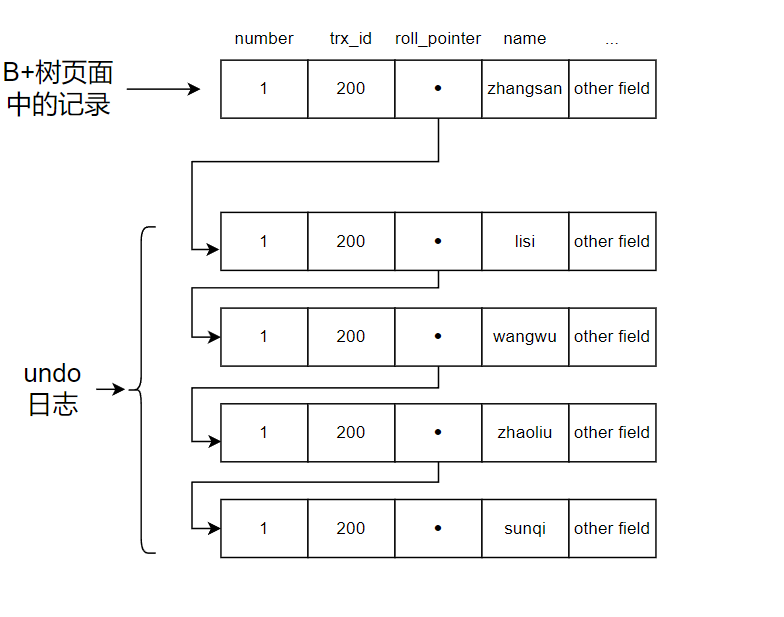 number trx_id roll_pointer name ...
B+树页面
中的记录
1 200 • zhangsan other field
1 200 • lisi other field
1 200 • wangwu other field
undo
日志
1 200 • zhaoliu other field
1 200 • sunqi other field